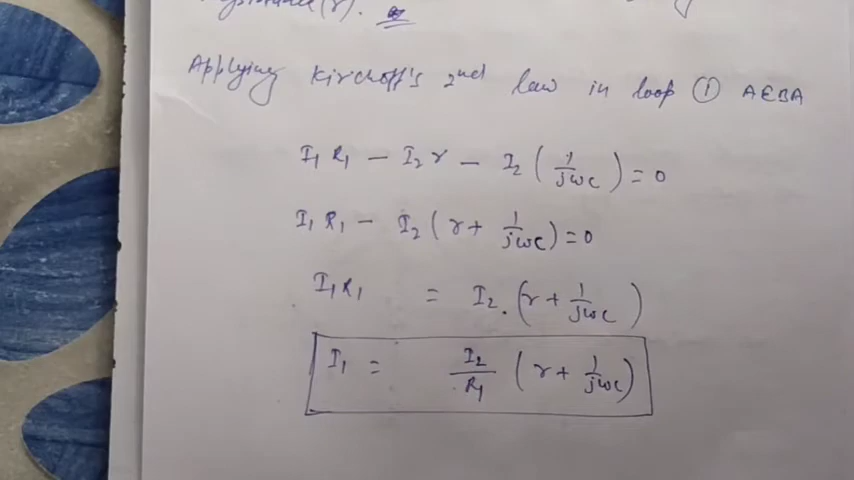 Applying Kirchoff's 2nd law in loop ① AEBA
I₁ R₁ − I₂ r − I₂ ( 1/jωc ) = 0
I₁ R₁ − I₂ ( r + 1/jωc ) = 0
I₁ R₁ = I₂ . ( r + 1/jωc )
I₁ = I₂/R₁ ( r + 1/jωc )